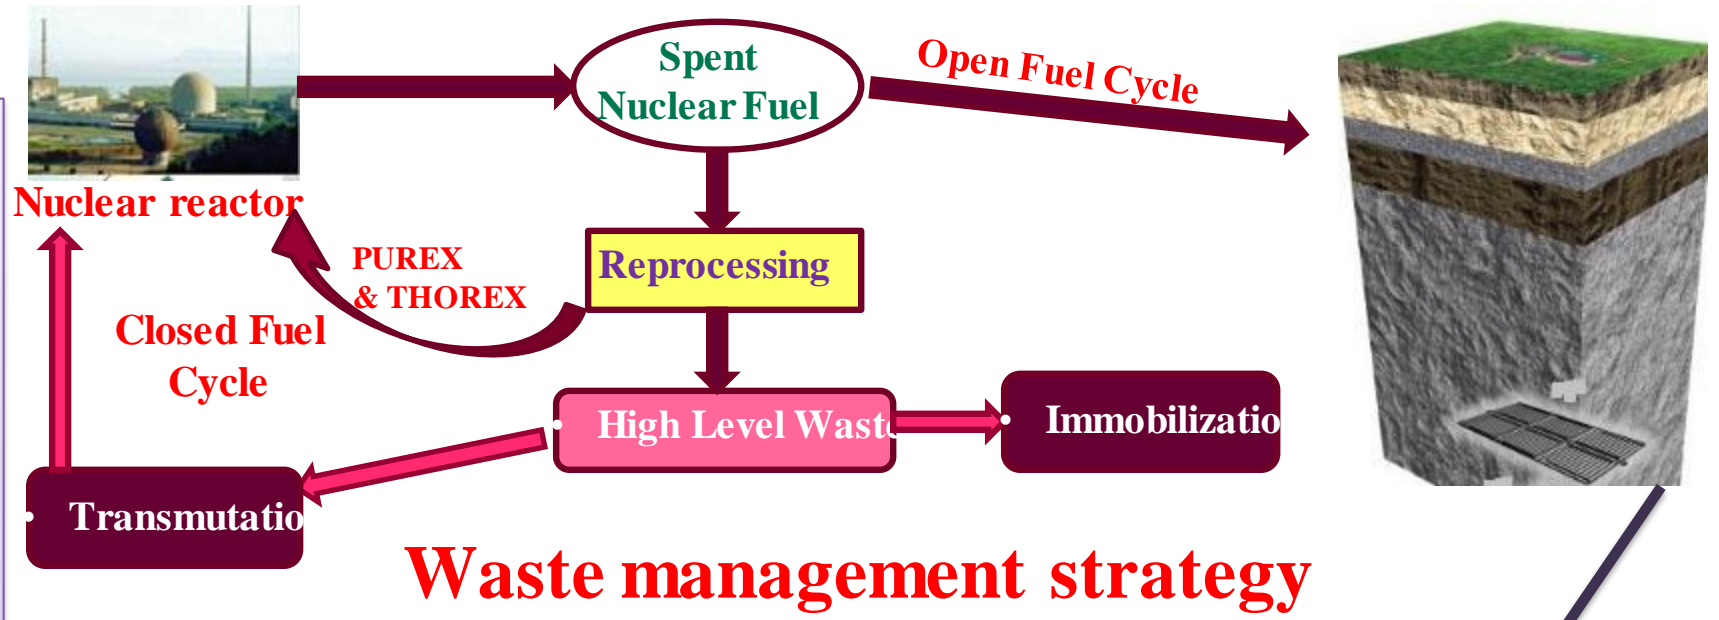 Spent
Nuclear Fuel
Open Fuel Cycle
Nuclear reactor
PUREX
& THOREX
Reprocessing
Closed Fuel
Cycle
• High Level Waste
• Immobilizatio
• Transmutatio
Waste management strategy